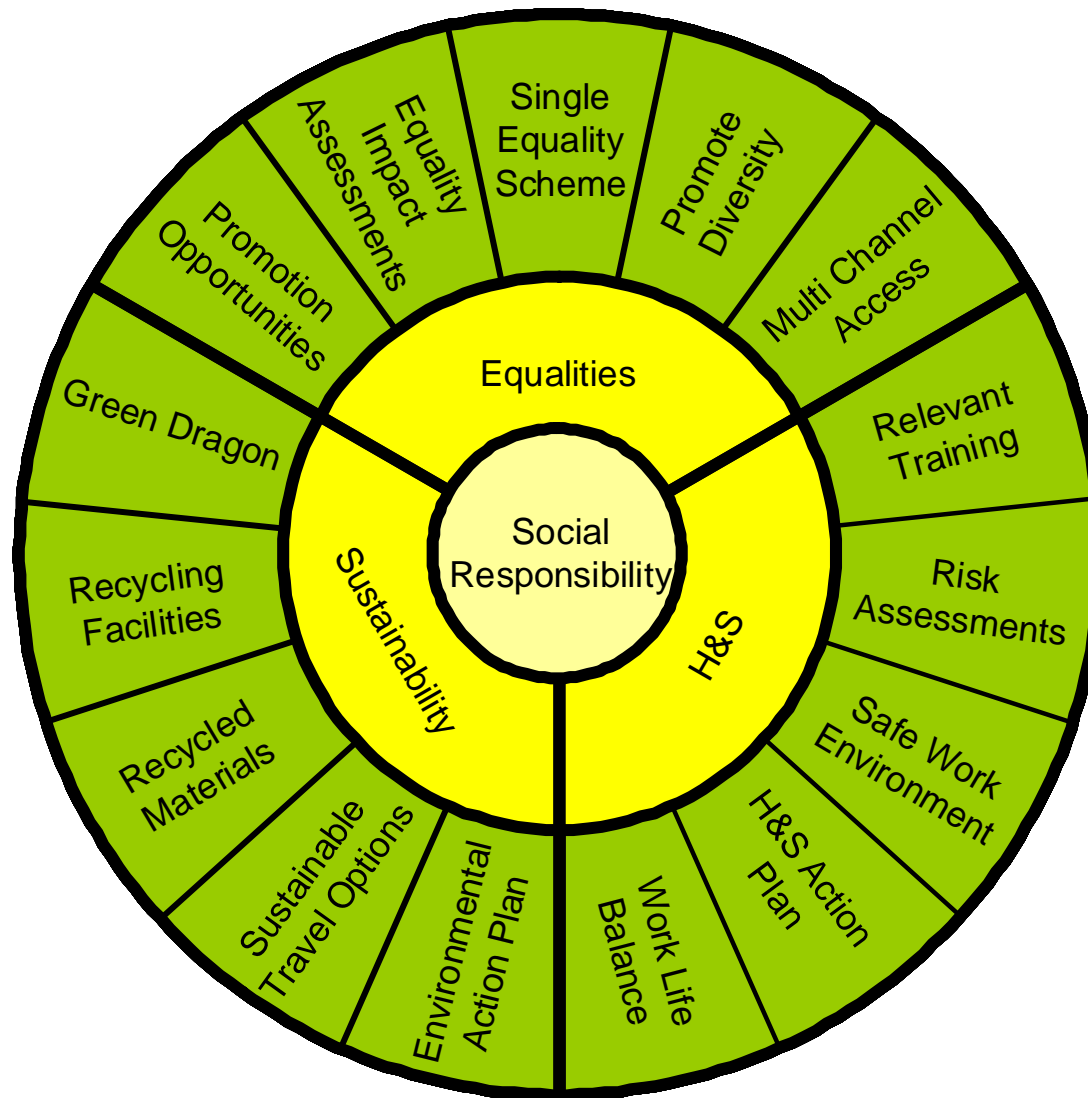 Social
Responsibility
Equalities
H&S
Sustainability
Single
Equality
Scheme
Promote
Diversity
Multi Channel
Access
Relevant
Training
Risk
Assessments
Safe Work
Environment
H&S Action
Plan
Work Life
Balance
Environmental
Action Plan
Sustainable
Travel Options
Recycled
Materials
Recycling
Facilities
Green Dragon
Promotion
Opportunities
Equality
Impact
Assessments